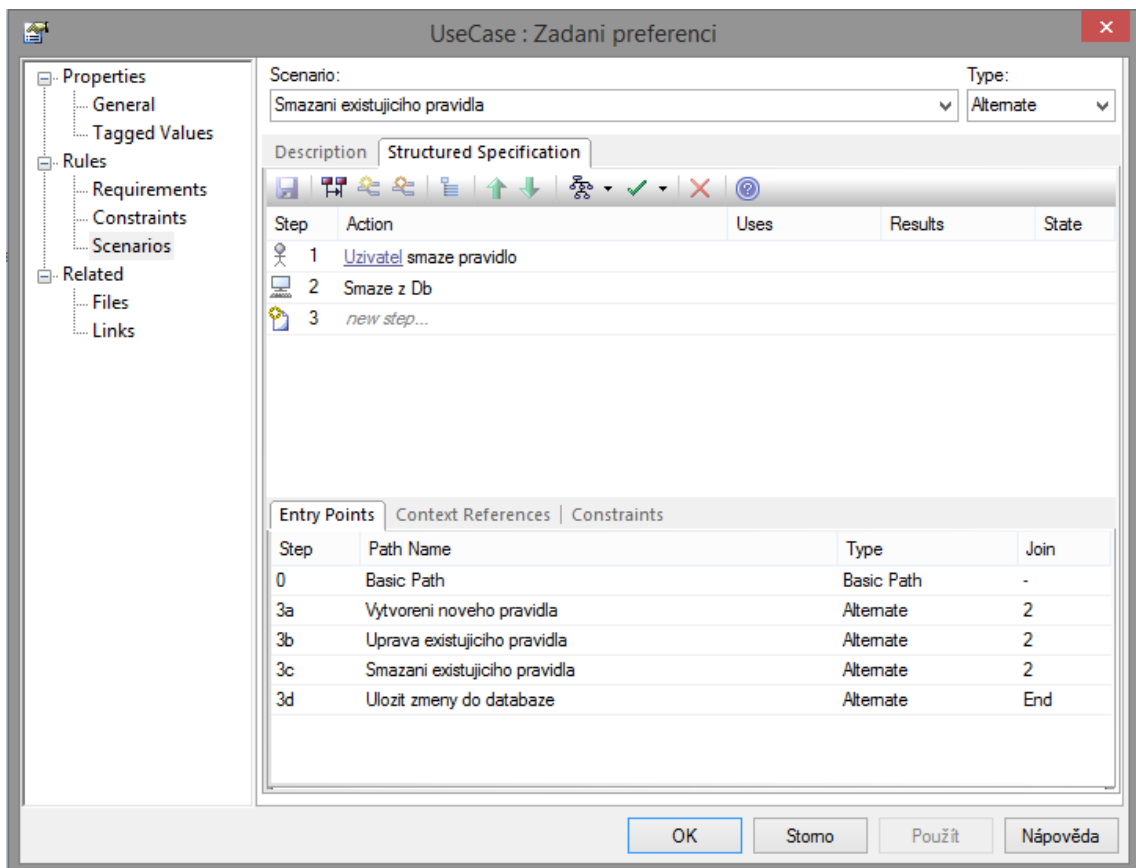 UseCase : Zadani preferenci
Properties
General
Tagged Values
Rules
Requirements
Constraints
Scenarios
Related
Files
Links
Scenario: Type:
Smazani existujiciho pravidla Alternate
Description Structured Specification
Step Action Uses Results State
1 Uzivatel smaze pravidlo
2 Smaze z Db
3 new step...
Entry Points Context References Constraints
Step Path Name Type Join
0 Basic Path Basic Path -
3a Vytvoreni noveho pravidla Alternate 2
3b Uprava existujiciho pravidla Alternate 2
3c Smazani existujiciho pravidla Alternate 2
3d Ulozit zmeny do databaze Alternate End
OK Storno Použít Nápověda